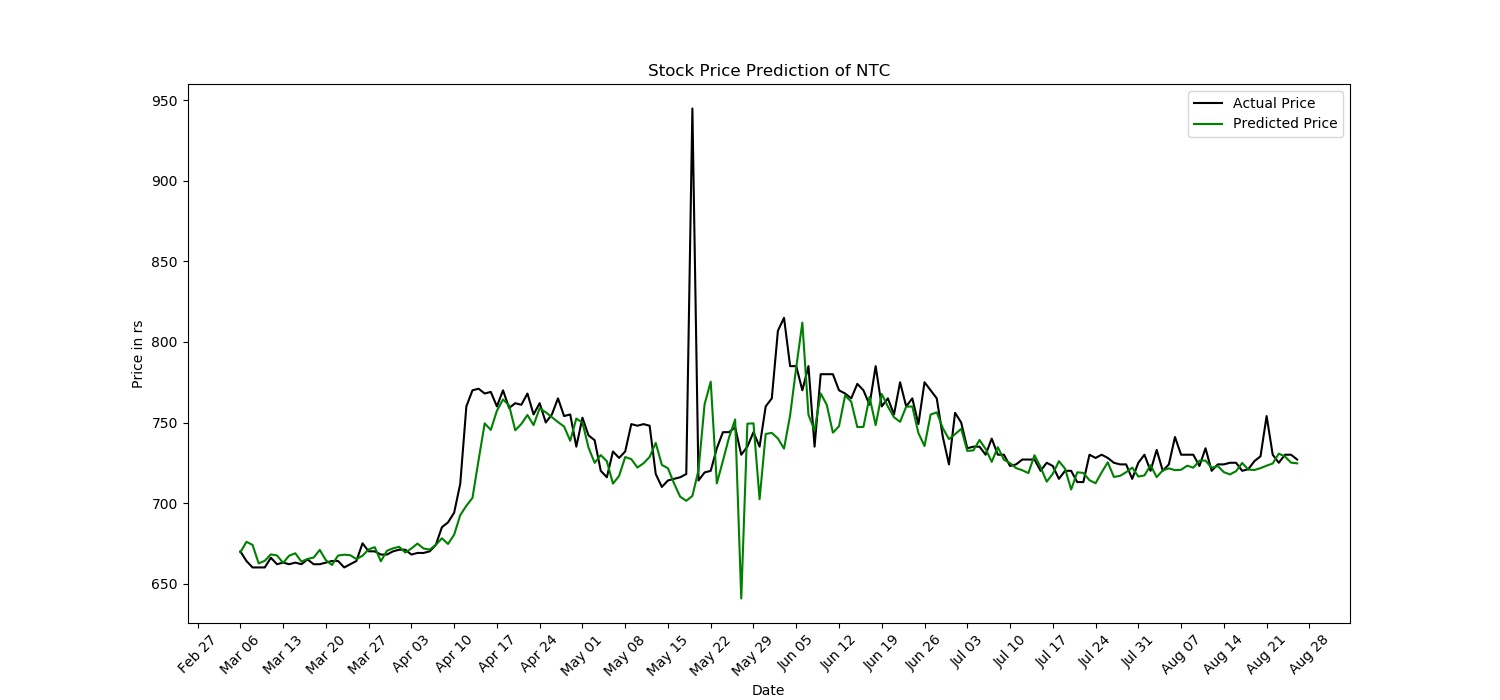 Stock Price Prediction of NTC
Actual Price
Predicted Price
950
900
850
800
750
700
650
Price in rs
Feb 27
Mar 06
Mar 13
Mar 20
Mar 27
Apr 03
Apr 10
Apr 17
Apr 24
May 01
May 08
May 15
May 22
May 29
Jun 05
Jun 12
Jun 19
Jun 26
Jul 03
Jul 10
Jul 17
Jul 24
Jul 31
Aug 07
Aug 14
Aug 21
Aug 28
Date